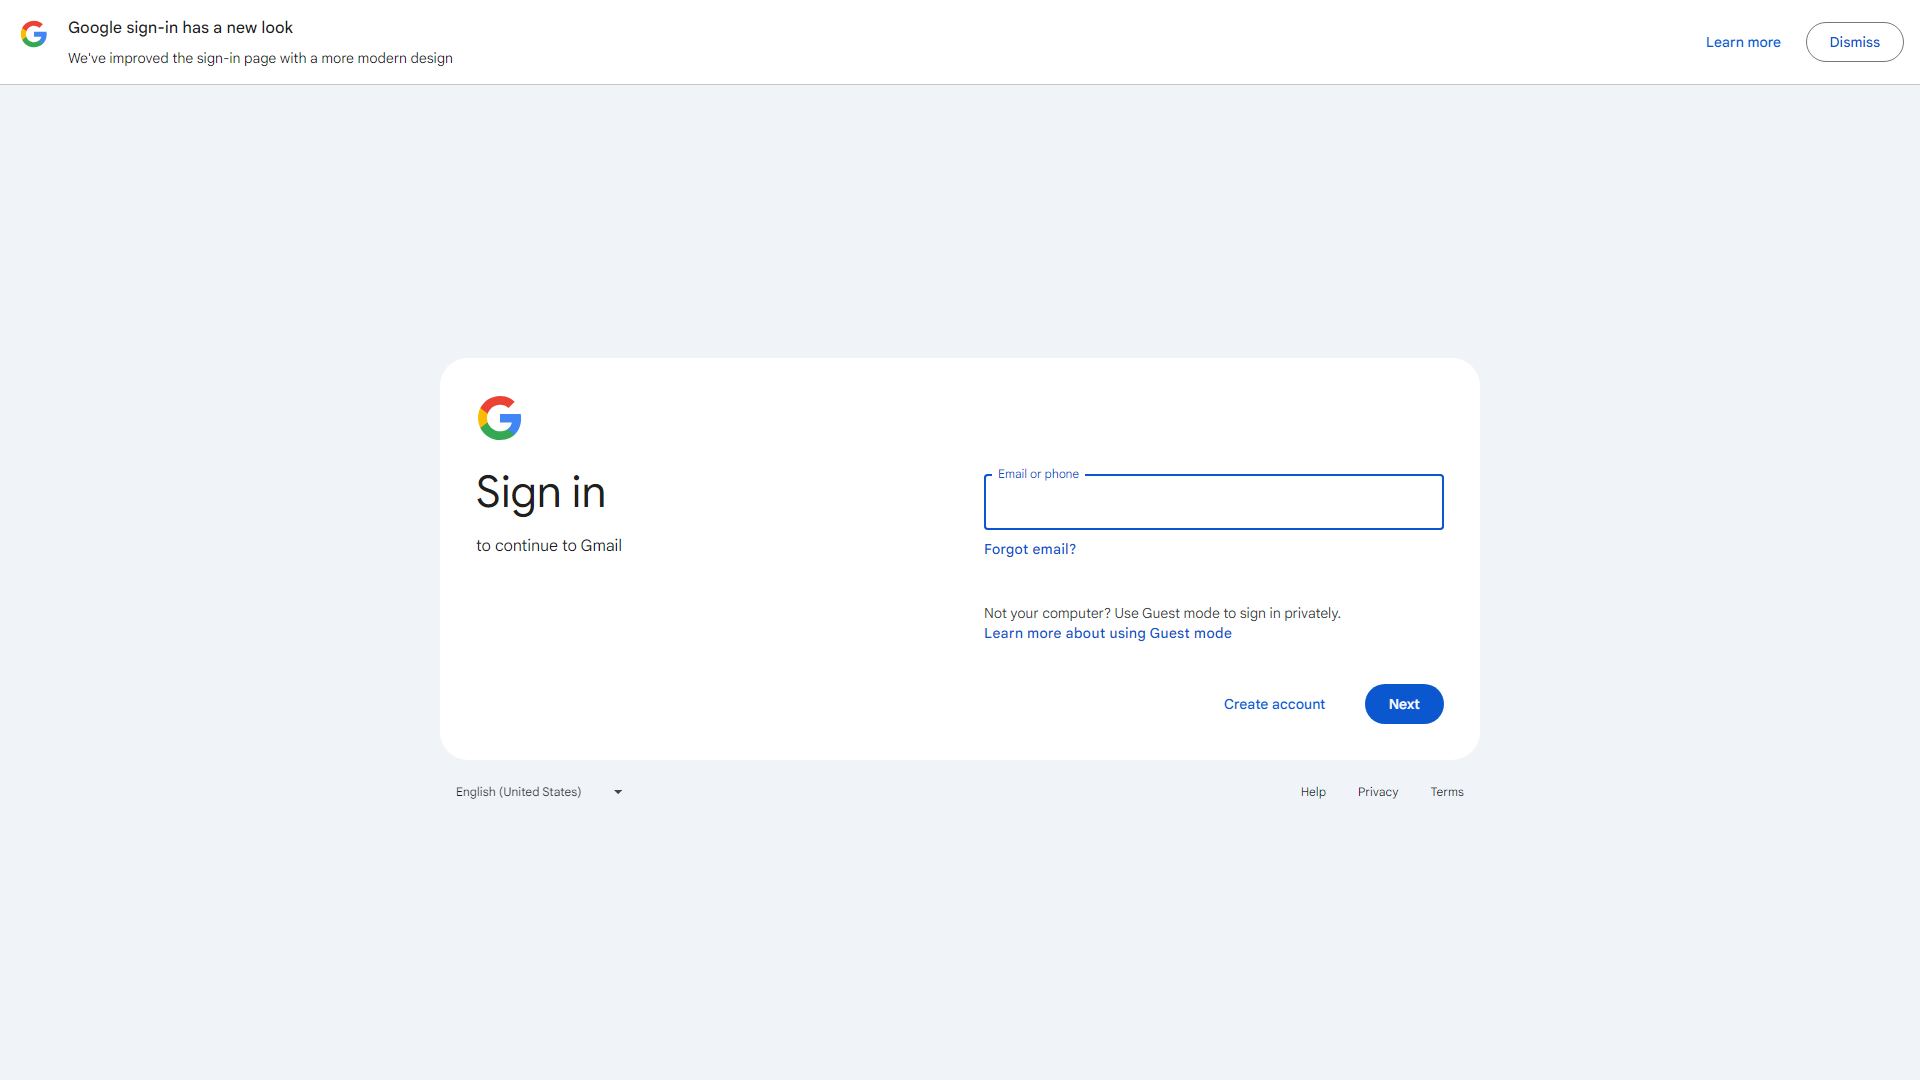 Google sign-in has a new look
We've improved the sign-in page with a more modern design
Learn more
Dismiss
Sign in
to continue to Gmail
Email or phone
Forgot email?
Not your computer? Use Guest mode to sign in privately.
Learn more about using Guest mode
Create account
Next
English (United States)
Help
Privacy
Terms